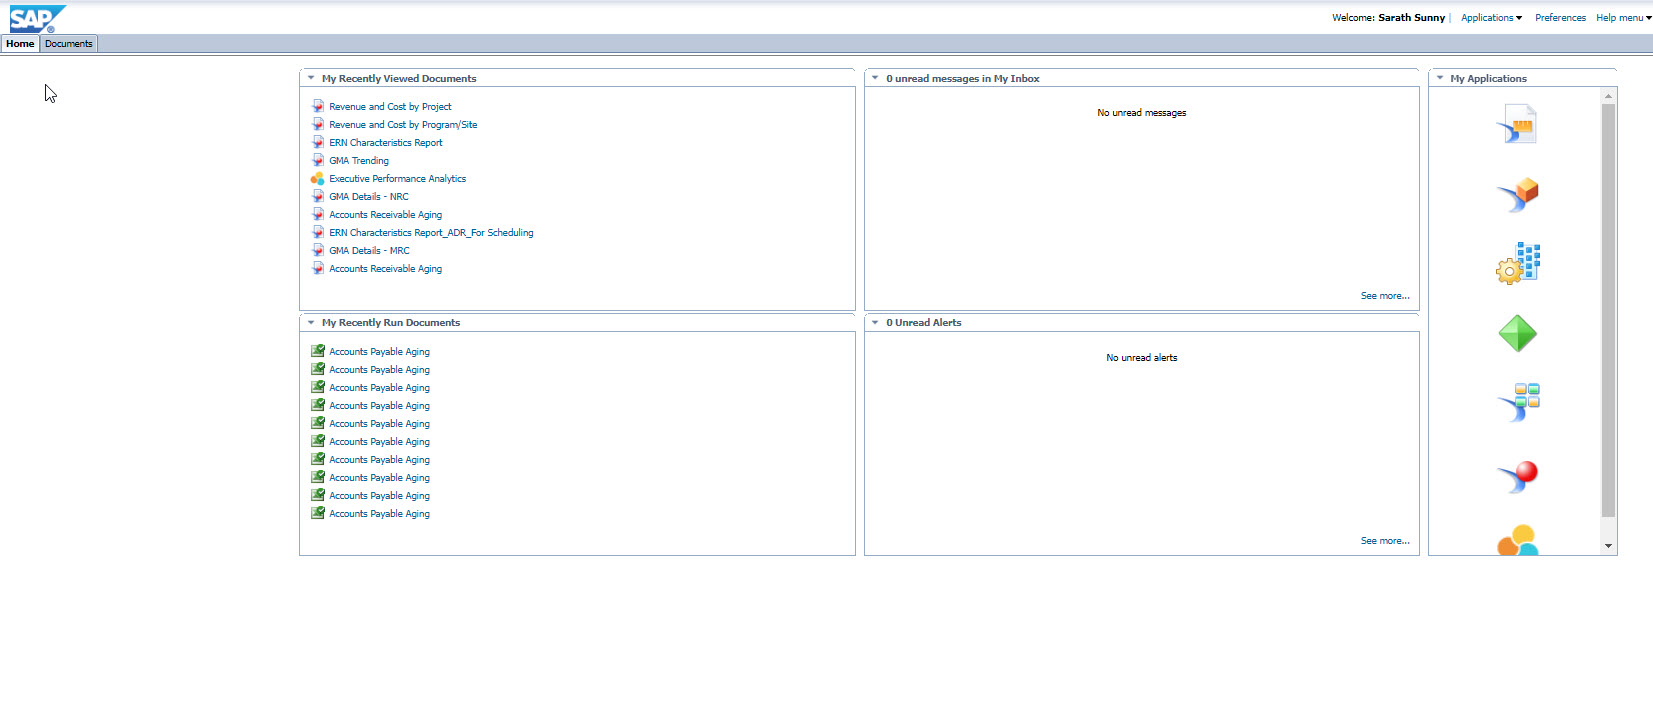 SAP®
Welcome: Sarath Sunny | Applications Preferences Help menu
Home Documents
My Recently Viewed Documents
Revenue and Cost by Project
Revenue and Cost by Program/Site
ERN Characteristics Report
GMA Trending
Executive Performance Analytics
GMA Details - NRC
Accounts Receivable Aging
ERN Characteristics Report_ADR_For Scheduling
GMA Details - MRC
Accounts Receivable Aging
0 unread messages in My Inbox
No unread messages
See more...
My Applications
My Recently Run Documents
Accounts Payable Aging
Accounts Payable Aging
Accounts Payable Aging
Accounts Payable Aging
Accounts Payable Aging
Accounts Payable Aging
Accounts Payable Aging
Accounts Payable Aging
Accounts Payable Aging
Accounts Payable Aging
0 Unread Alerts
No unread alerts
See more...